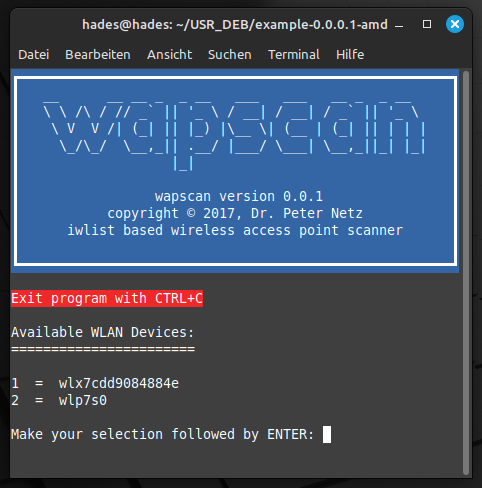 hades@hades: ~/USR_DEB/example-0.0.0.1-amd
Datei Bearbeiten Ansicht Suchen Terminal Hilfe
wapscan
wapscan version 0.0.1
copyright © 2017, Dr. Peter Netz
iwlist based wireless access point scanner
Exit program with CTRL+C
Available WLAN Devices:
=======================
1 = wlx7cdd9084884e
2 = wlp7s0
Make your selection followed by ENTER: